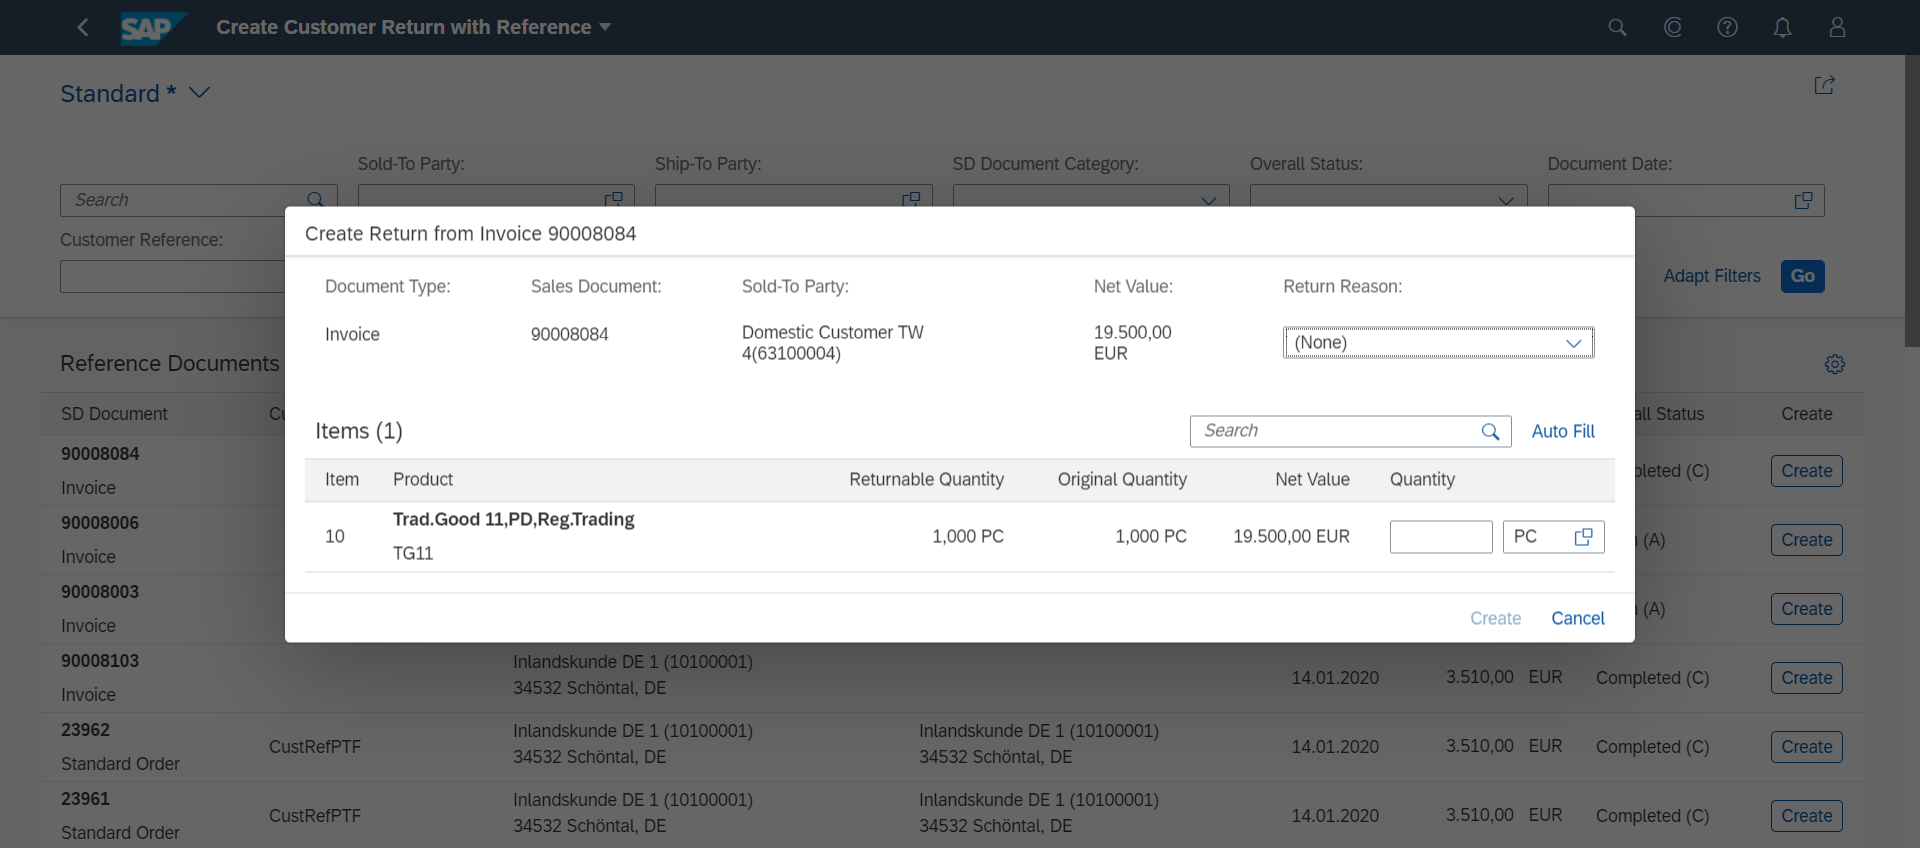 SAP Create Customer Return with Reference
Standard *
Sold-To Party: Ship-To Party: SD Document Category: Overall Status: Document Date:
Search
Customer Reference:
Adapt Filters Go
Create Return from Invoice 90008084
Document Type: Sales Document: Sold-To Party: Net Value: Return Reason:
Invoice 90008084 Domestic Customer TW 19.500,00 (None)
4(63100004) EUR
Items (1) Search Auto Fill
Item Product Returnable Quantity Original Quantity Net Value Quantity
10 Trad.Good 11,PD,Reg.Trading 1,000 PC 1,000 PC 19.500,00 EUR PC
TG11
Create Cancel
Reference Documents
SD Document Cu all Status Create
90008084
Invoice pleted (C) Create
90008006
Invoice (A) Create
90008003
Invoice (A) Create
90008103 Inlandskunde DE 1 (10100001)
Invoice 34532 Schöntal, DE 14.01.2020 3.510,00 EUR Completed (C) Create
23962 Inlandskunde DE 1 (10100001) Inlandskunde DE 1 (10100001)
Standard Order CustRefPTF 34532 Schöntal, DE 34532 Schöntal, DE 14.01.2020 3.510,00 EUR Completed (C) Create
23961 Inlandskunde DE 1 (10100001) Inlandskunde DE 1 (10100001)
Standard Order CustRefPTF 34532 Schöntal, DE 34532 Schöntal, DE 14.01.2020 3.510,00 EUR Completed (C) Create